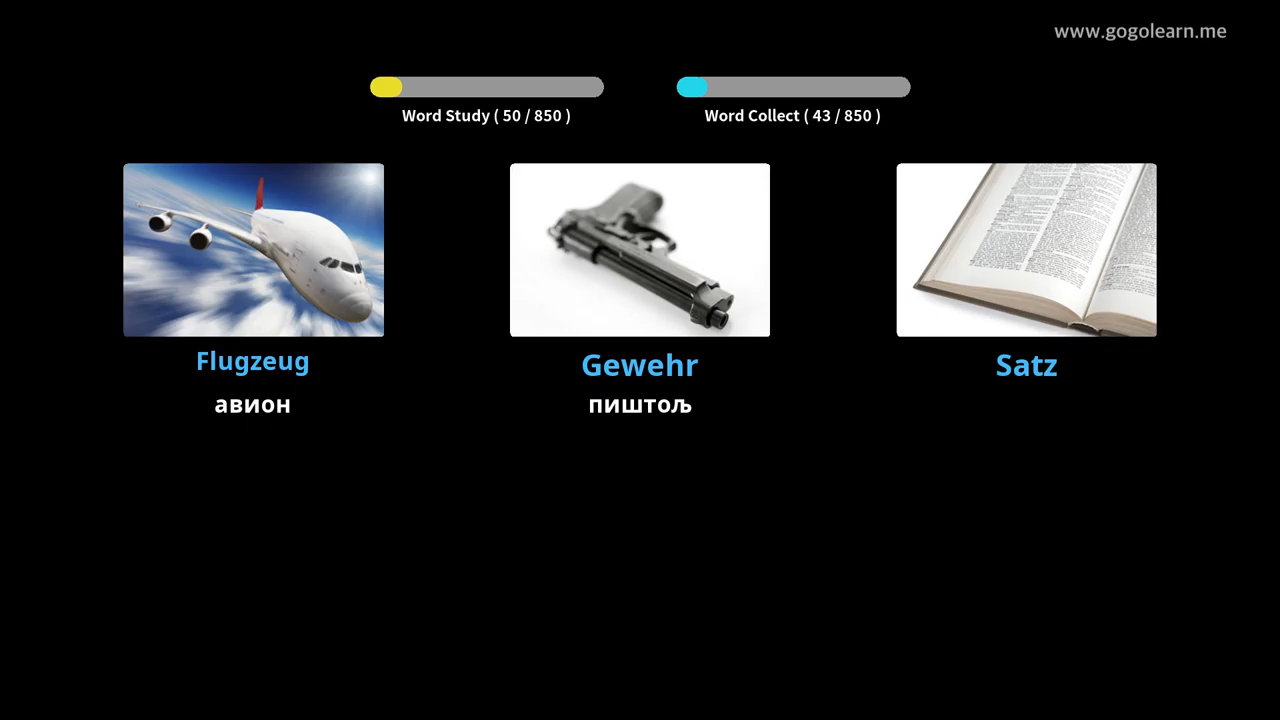 www.gogolearn.me
Word Study ( 50 / 850 )
Word Collect ( 43 / 850 )
Flugzeug
авион
Gewehr
пиштољ
Satz